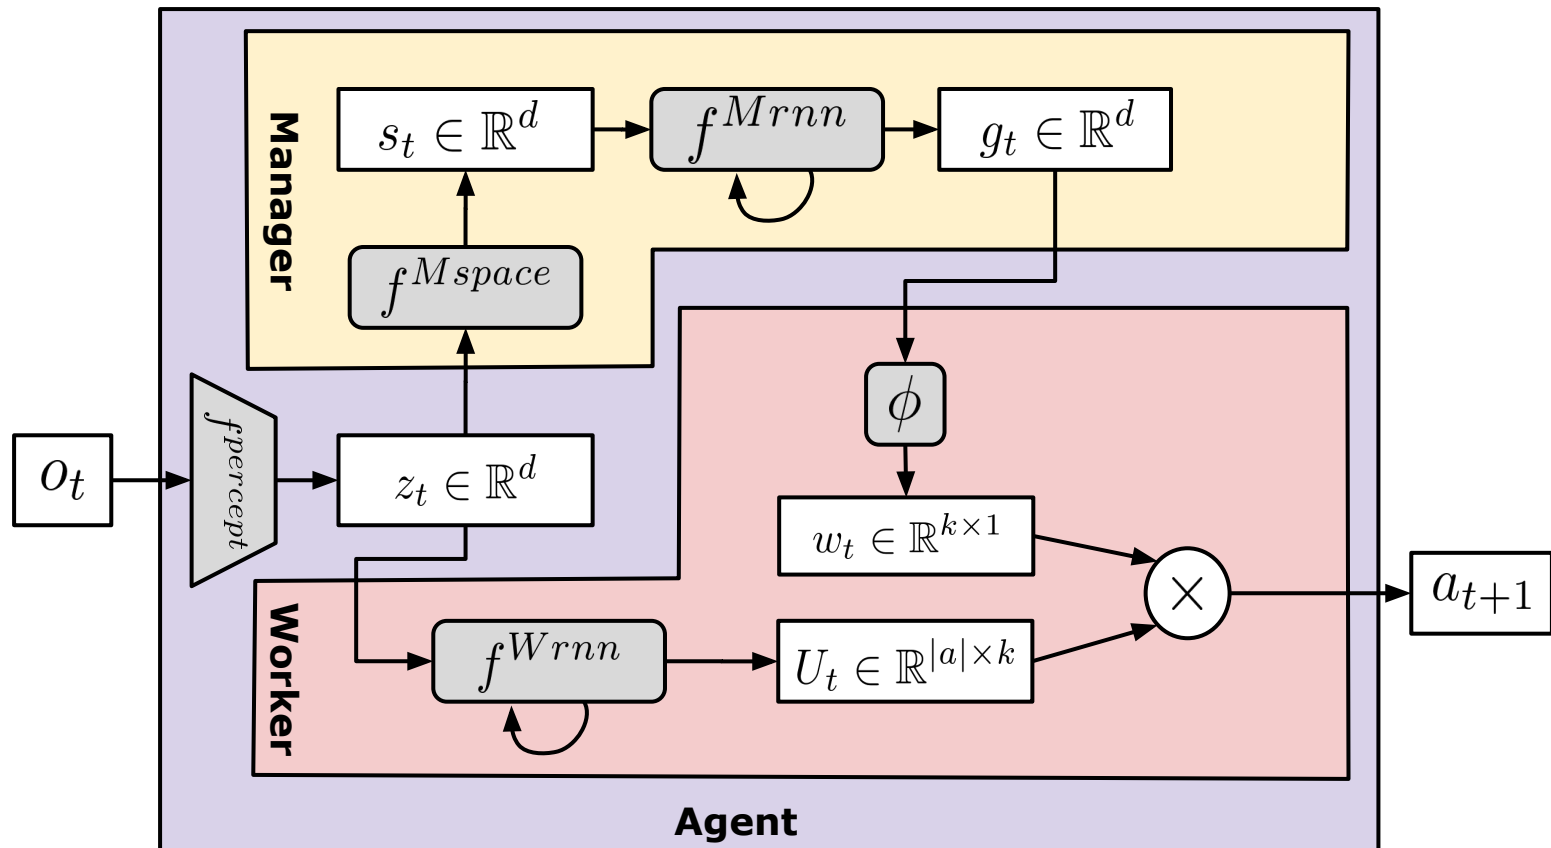 Manager
s_t ∈ ℝ^d
f^{Mrnn}
g_t ∈ ℝ^d
f^{Mspace}
ϕ
o_t
f^{percept}
z_t ∈ ℝ^d
w_t ∈ ℝ^{k×1}
×
a_{t+1}
Worker
f^{Wrnn}
U_t ∈ ℝ^{|a|×k}
Agent